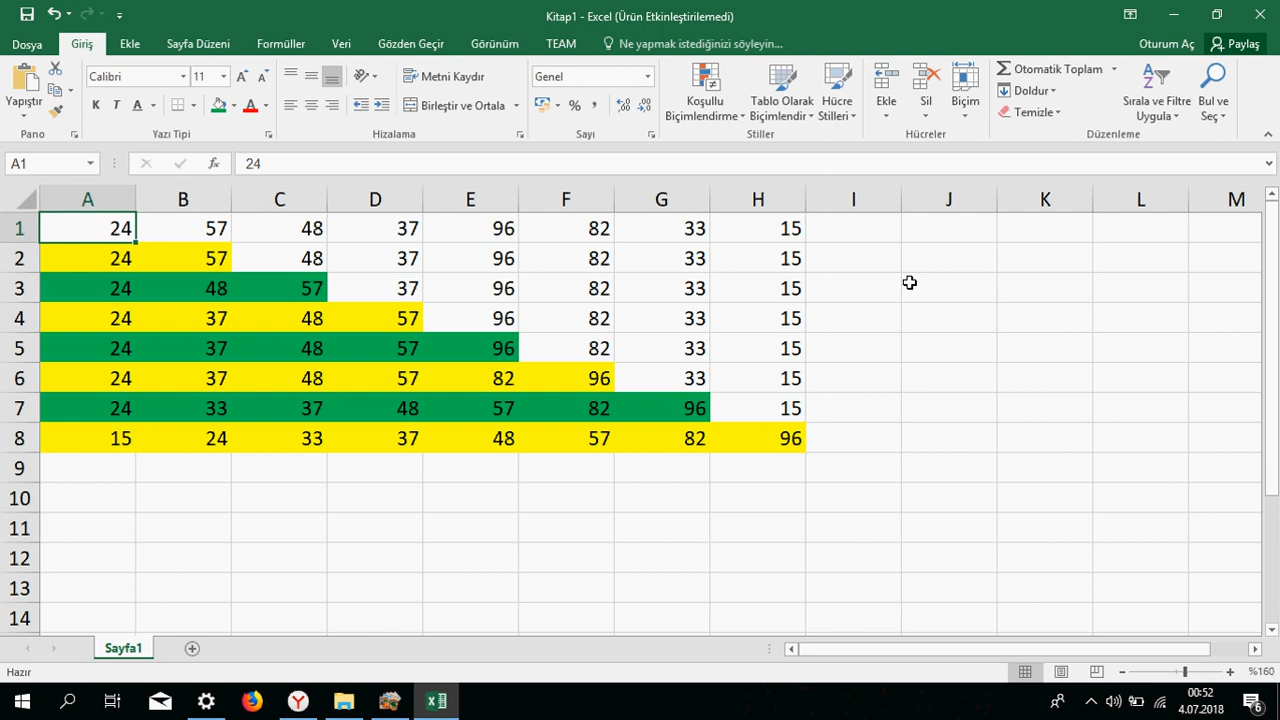 Kitap1 - Excel (Ürün Etkinleştirilemedi)
Dosya Giriş Ekle Sayfa Düzeni Formüller Veri Gözden Geçir Görünüm TEAM Ne yapmak istediğinizi söyleyin... Oturum Aç Paylaş
Yapıştır
Calibri 11
K T A
Metni Kaydır
Birleştir ve Ortala
Genel
Koşullu Biçimlendirme
Tablo Olarak Biçimlendir
Hücre Stilleri
Ekle Sil Biçim
Otomatik Toplam
Doldur
Temizle
Sırala ve Filtre Uygula
Bul ve Seç
Pano Yazı Tipi Hizalama Sayı Stiller Hücreler Düzenleme
A1 fx 24
A B C D E F G H I J K L M
1 24 57 48 37 96 82 33 15
2 24 57 48 37 96 82 33 15
3 24 48 57 37 96 82 33 15
4 24 37 48 57 96 82 33 15
5 24 37 48 57 96 82 33 15
6 24 37 48 57 82 96 33 15
7 24 33 37 48 57 82 96 15
8 15 24 33 37 48 57 82 96
9
10
11
12
13
14
Sayfa1
Hazır %160
00:52
4.07.2018
6